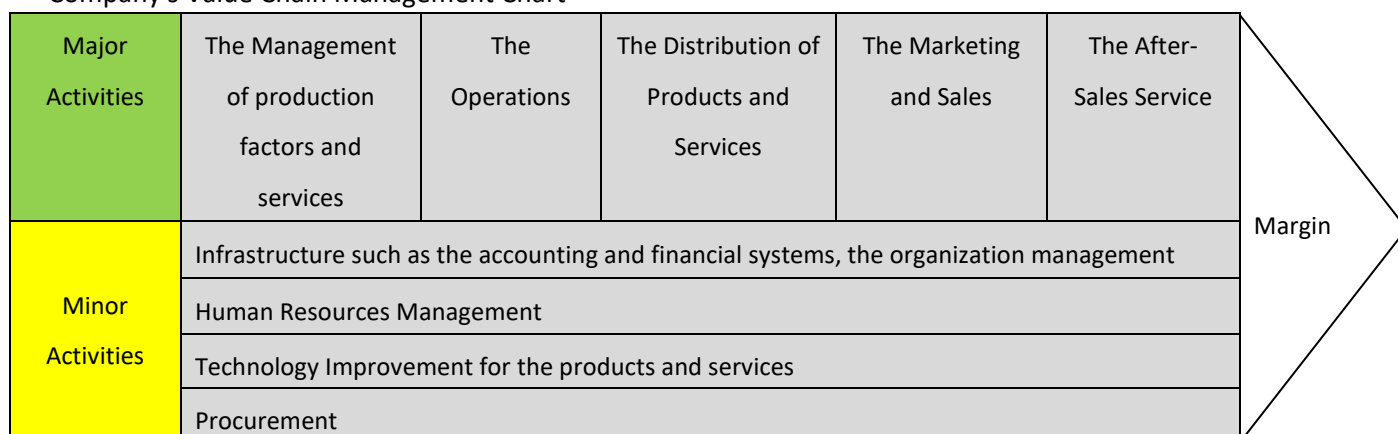 Company's Value Chain Management Chart
Major
Activities
The Management
of production
factors and
services
The
Operations
The Distribution of
Products and
Services
The Marketing
and Sales
The After-
Sales Service
Margin
Minor
Activities
Infrastructure such as the accounting and financial systems, the organization management
Human Resources Management
Technology Improvement for the products and services
Procurement